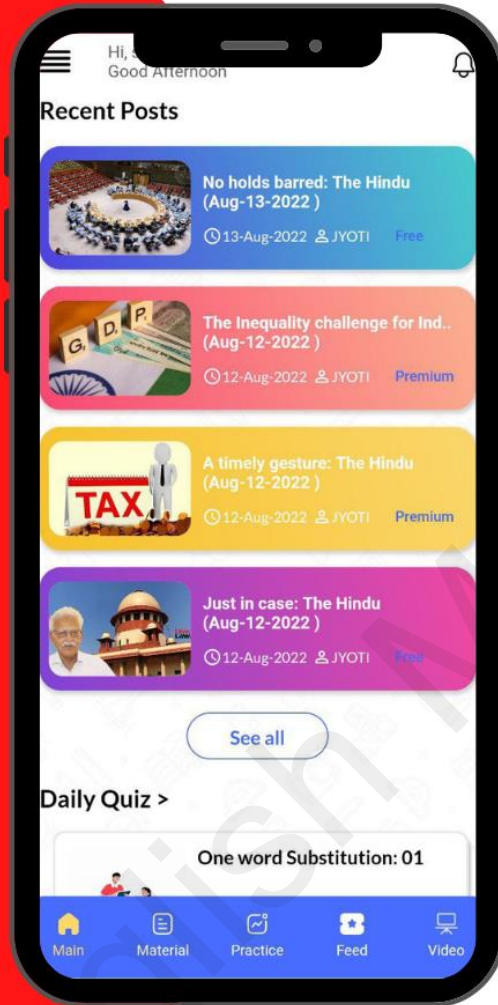 Hi,
Good Afternoon
Recent Posts
No holds barred: The Hindu
(Aug-13-2022 )
13-Aug-2022 JYOTI Free
G, D, P,
The Inequality challenge for Ind..
(Aug-12-2022 )
12-Aug-2022 JYOTI Premium
TAX
A timely gesture: The Hindu
(Aug-12-2022 )
12-Aug-2022 JYOTI Premium
Just in case: The Hindu
(Aug-12-2022 )
12-Aug-2022 JYOTI Free
See all
Daily Quiz >
One word Substitution: 01
Main Material Practice Feed Video